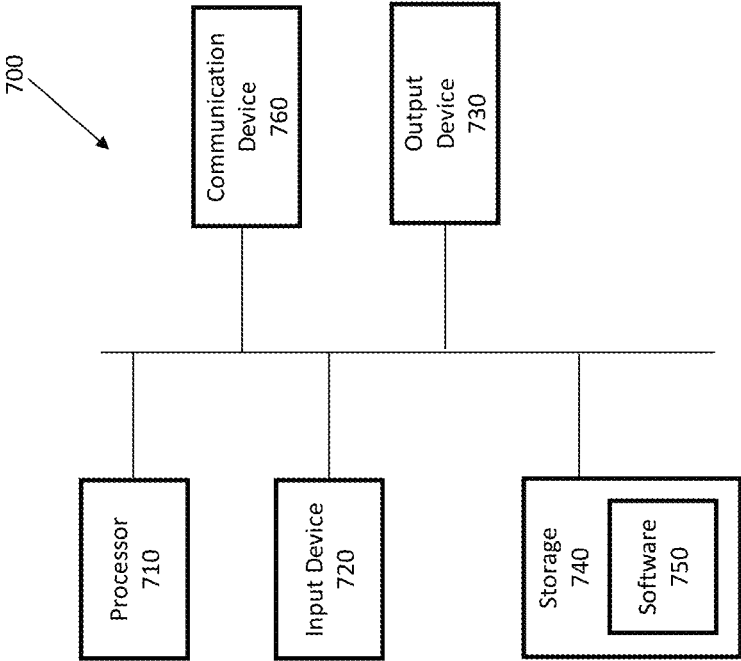 700
Processor
710
Input Device
720
Storage
740
Software
750
Communication
Device
760
Output
Device
730